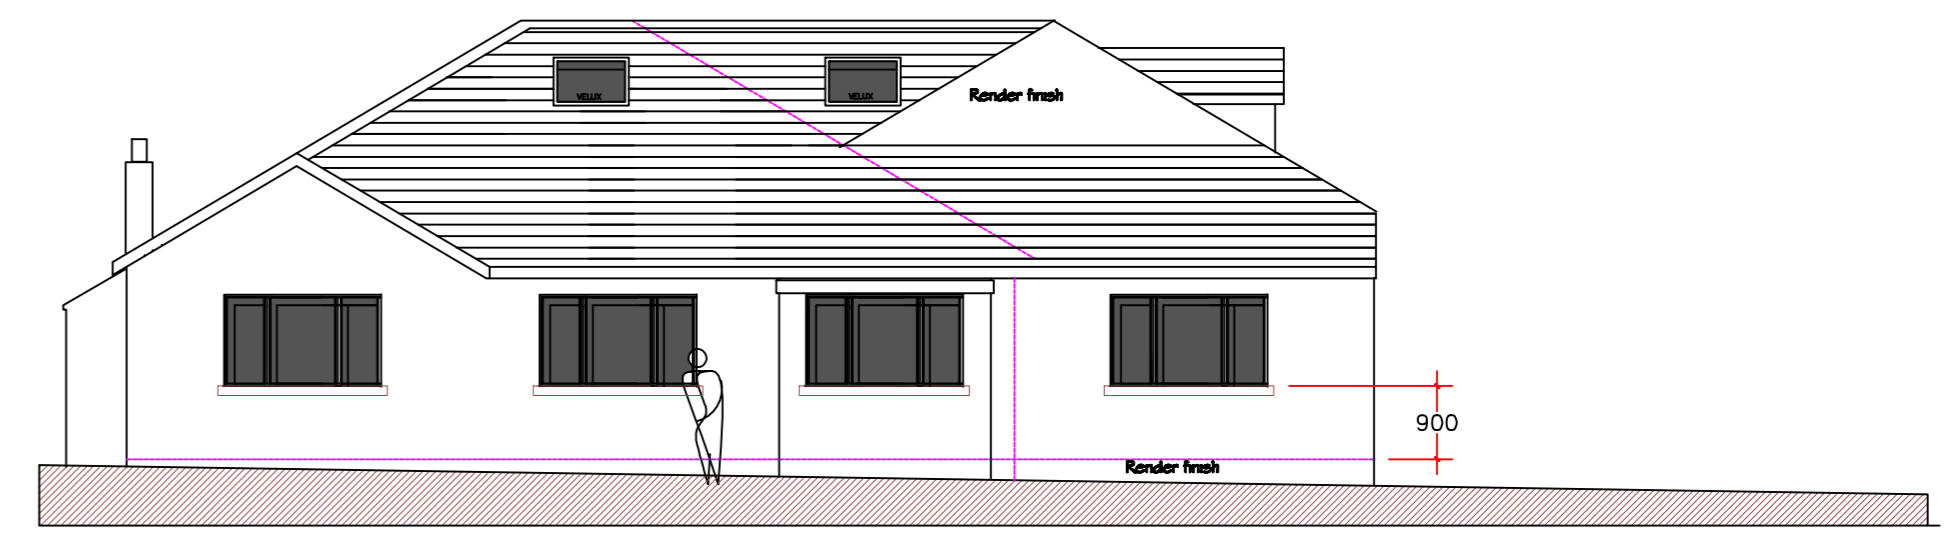 Render finish
VELUX
VELUX
900
Render finish